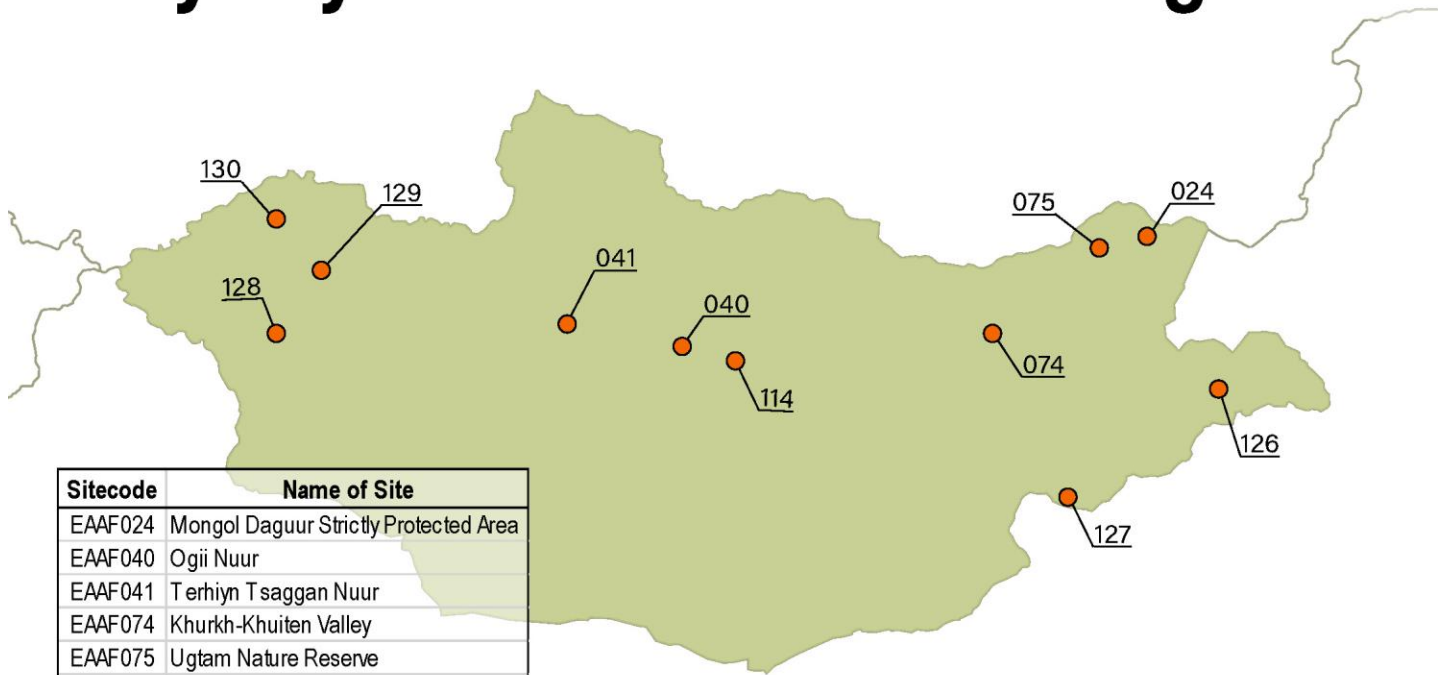 130
129
075
024
041
128
040
074
114
126
127
Sitecode Name of Site
EAAF024 Mongol Daguur Strictly Protected Area
EAAF040 Ogii Nuur
EAAF041 Terhiyn Tsaggan Nuur
EAAF074 Khurkh-Khuiten Valley
EAAF075 Ugtam Nature Reserve